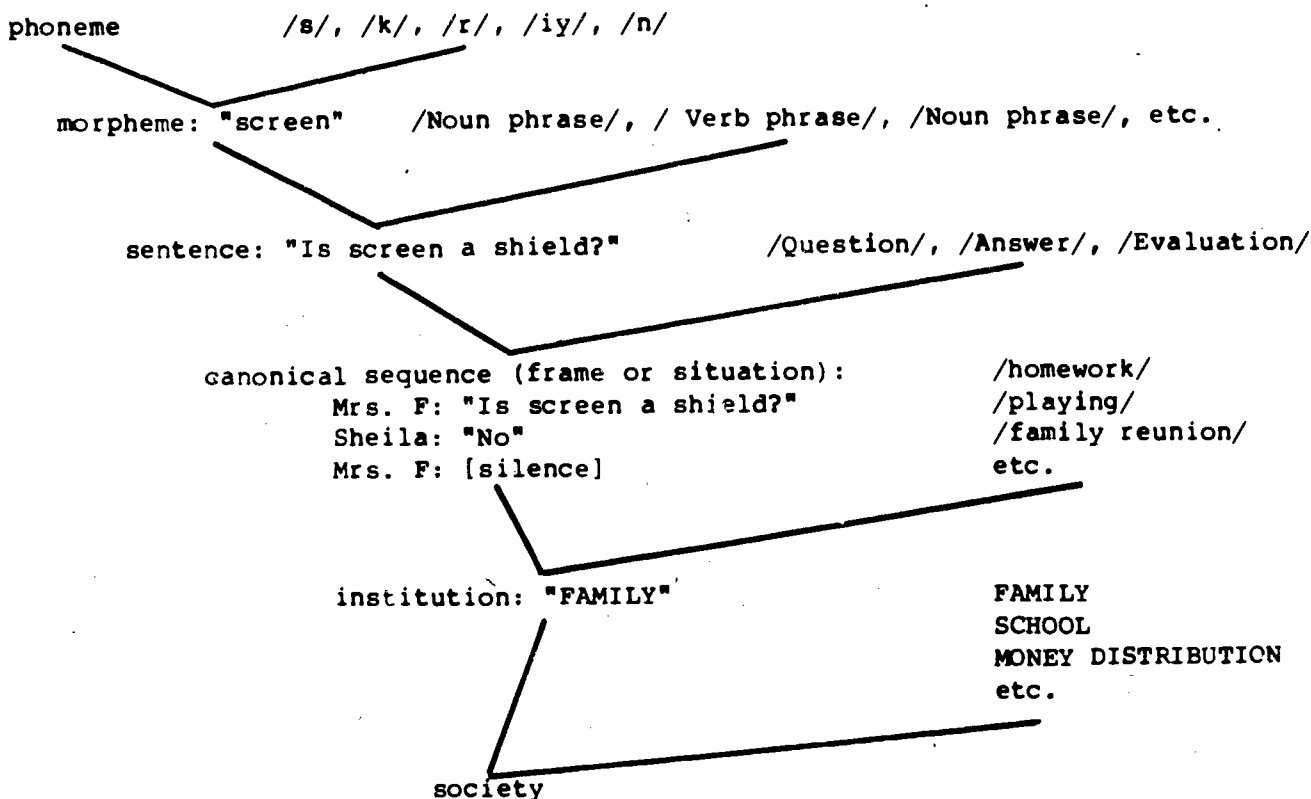 phoneme /s/, /k/, /r/, /iy/, /n/
morpheme: "screen" /Noun phrase/, / Verb phrase/, /Noun phrase/, etc.
sentence: "Is screen a shield?" /Question/, /Answer/, /Evaluation/
canonical sequence (frame or situation): /homework/
Mrs. F: "Is screen a shield?" /playing/
Sheila: "No" /family reunion/
Mrs. F: [silence] etc.
institution: "FAMILY" FAMILY
SCHOOL
MONEY DISTRIBUTION
etc.
society